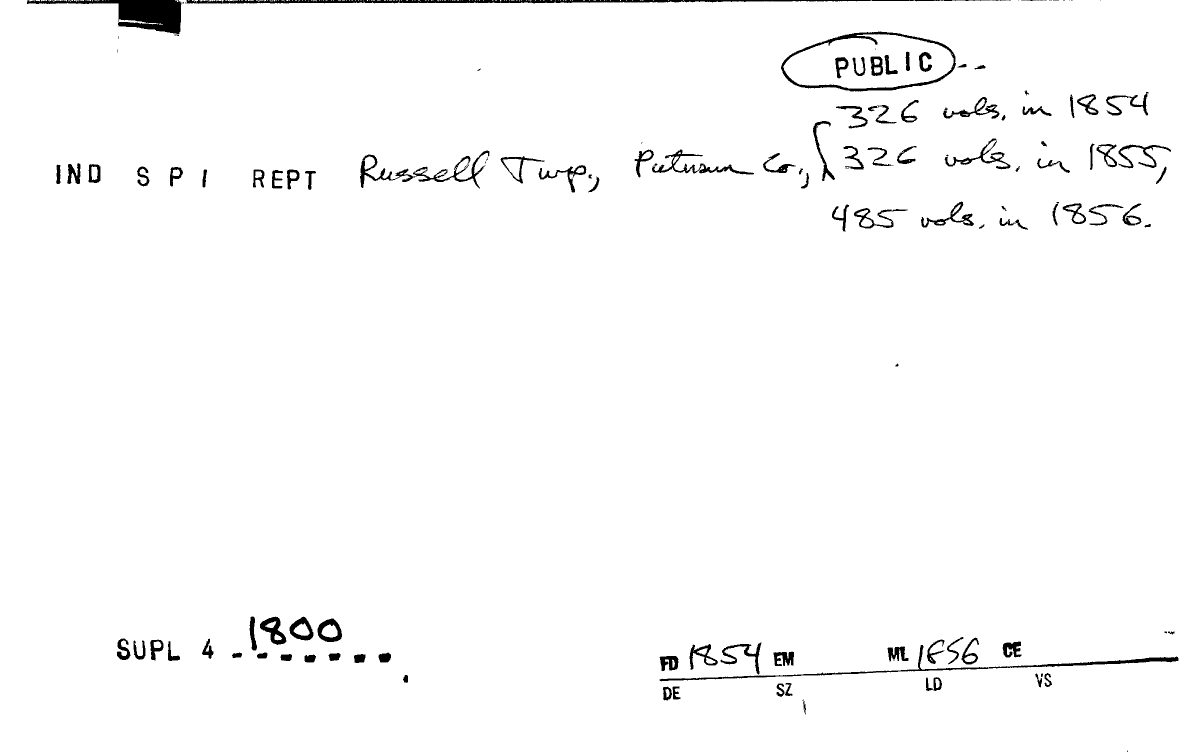 PUBLIC --
326 vols. in 1854
IND S P I REPT Russell Twp., Putnam Co., 326 vols. in 1855,
485 vols. in 1856.
SUPL 4 1800
FD 1854 EM ML 1856 CE
DE SZ LD VS